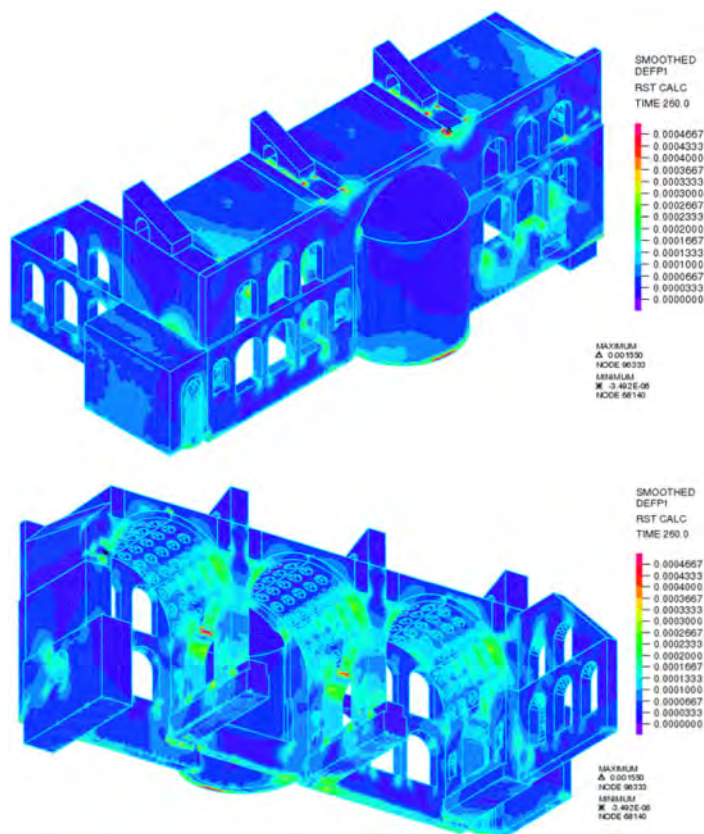 SMOOTHED
DEFP1
RST CALC
TIME 260.0
0.0004667
0.0004333
0.0004000
0.0003667
0.0003333
0.0003000
0.0002667
0.0002333
0.0002000
0.0001667
0.0001333
0.0001000
0.0000667
0.0000333
0.0000000
MAXIMUM
Δ 0.001550
NODE 96333
MINIMUM
Ж -3.492E-06
NODE 68140
SMOOTHED
DEFP1
RST CALC
TIME 260.0
0.0004667
0.0004333
0.0004000
0.0003667
0.0003333
0.0003000
0.0002667
0.0002333
0.0002000
0.0001667
0.0001333
0.0001000
0.0000667
0.0000333
0.0000000
MAXIMUM
Δ 0.001550
NODE 96333
MINIMUM
Ж -3.492E-06
NODE 68140